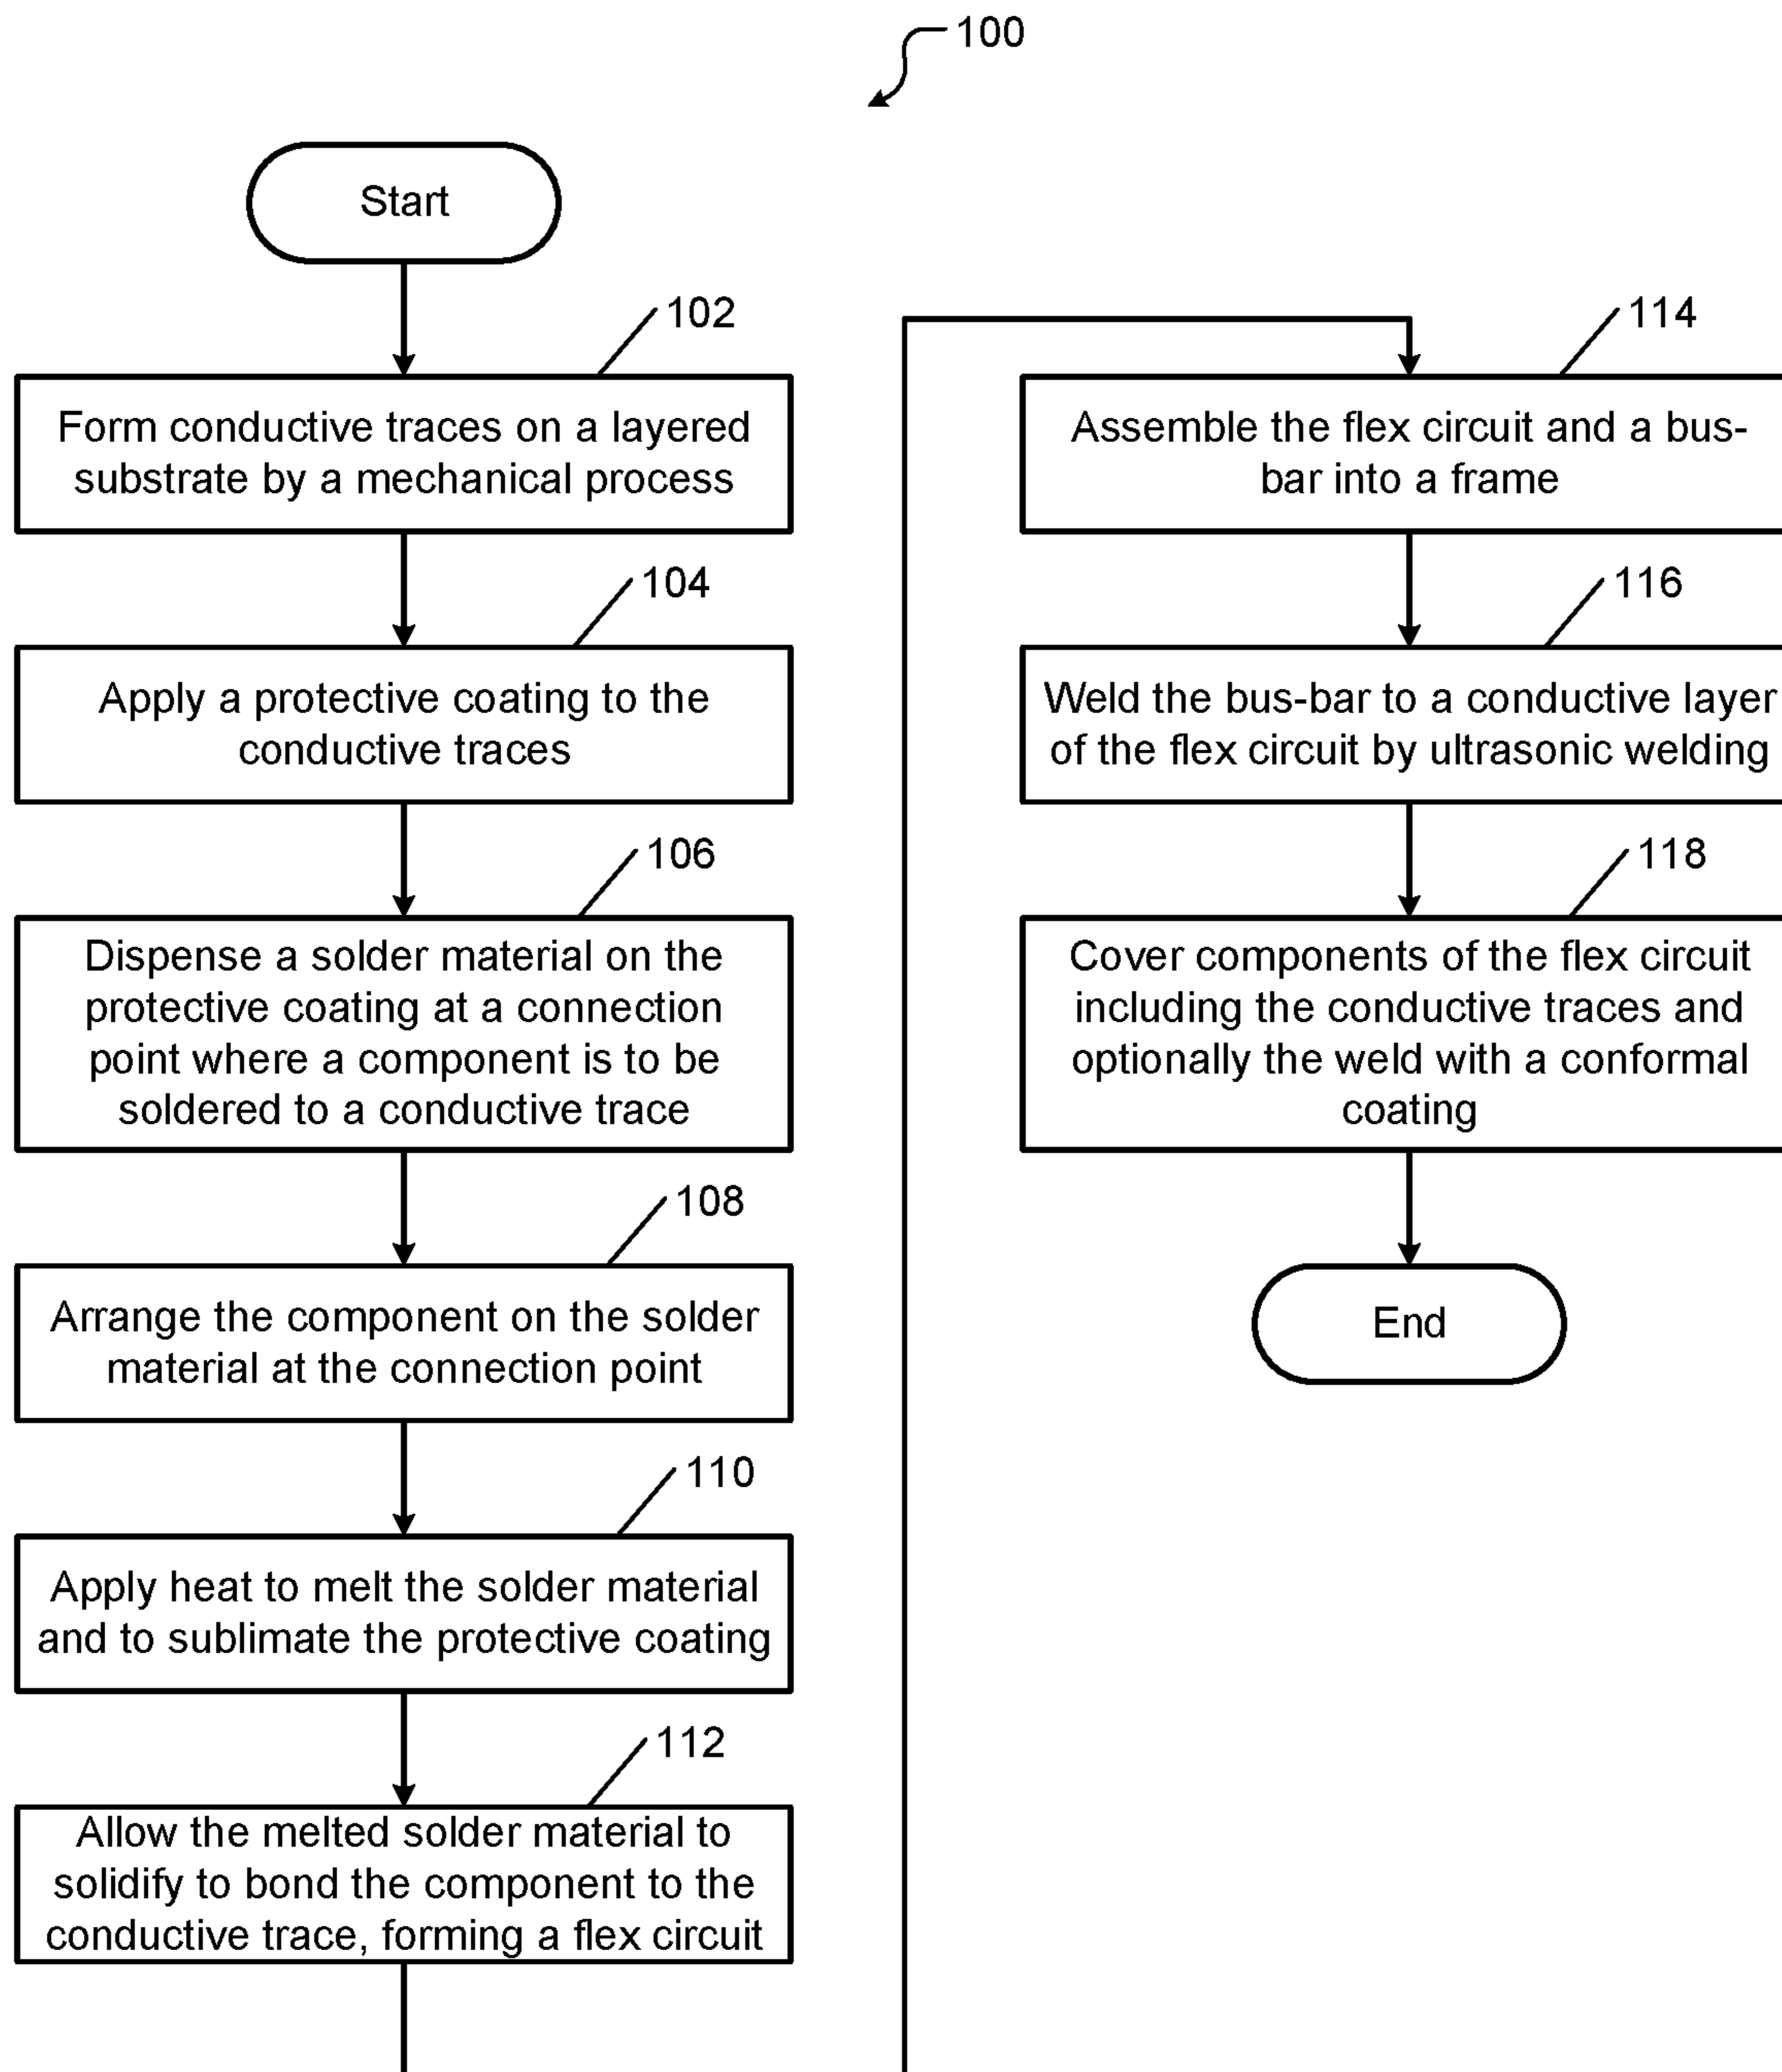 100
Start
102
Form conductive traces on a layered
substrate by a mechanical process
104
Apply a protective coating to the
conductive traces
106
Dispense a solder material on the
protective coating at a connection
point where a component is to be
soldered to a conductive trace
108
Arrange the component on the solder
material at the connection point
110
Apply heat to melt the solder material
and to sublimate the protective coating
112
Allow the melted solder material to
solidify to bond the component to the
conductive trace, forming a flex circuit
114
Assemble the flex circuit and a bus-
bar into a frame
116
Weld the bus-bar to a conductive layer
of the flex circuit by ultrasonic welding
118
Cover components of the flex circuit
including the conductive traces and
optionally the weld with a conformal
coating
End